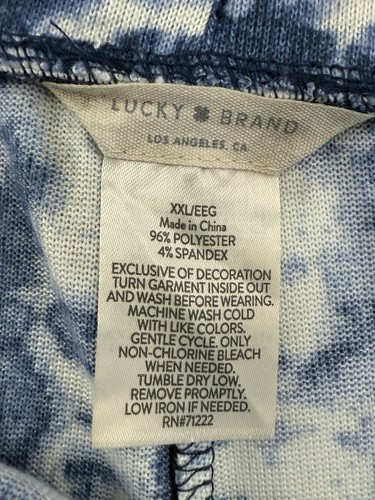 LUCKY BRAND
LOS ANGELES, CA
XXL/EEG
Made in China
96% POLYESTER
4% SPANDEX
EXCLUSIVE OF DECORATION
TURN GARMENT INSIDE OUT
AND WASH BEFORE WEARING.
MACHINE WASH COLD
WITH LIKE COLORS.
GENTLE CYCLE. ONLY
NON-CHLORINE BLEACH
WHEN NEEDED.
TUMBLE DRY LOW.
REMOVE PROMPTLY.
LOW IRON IF NEEDED.
RN#71222